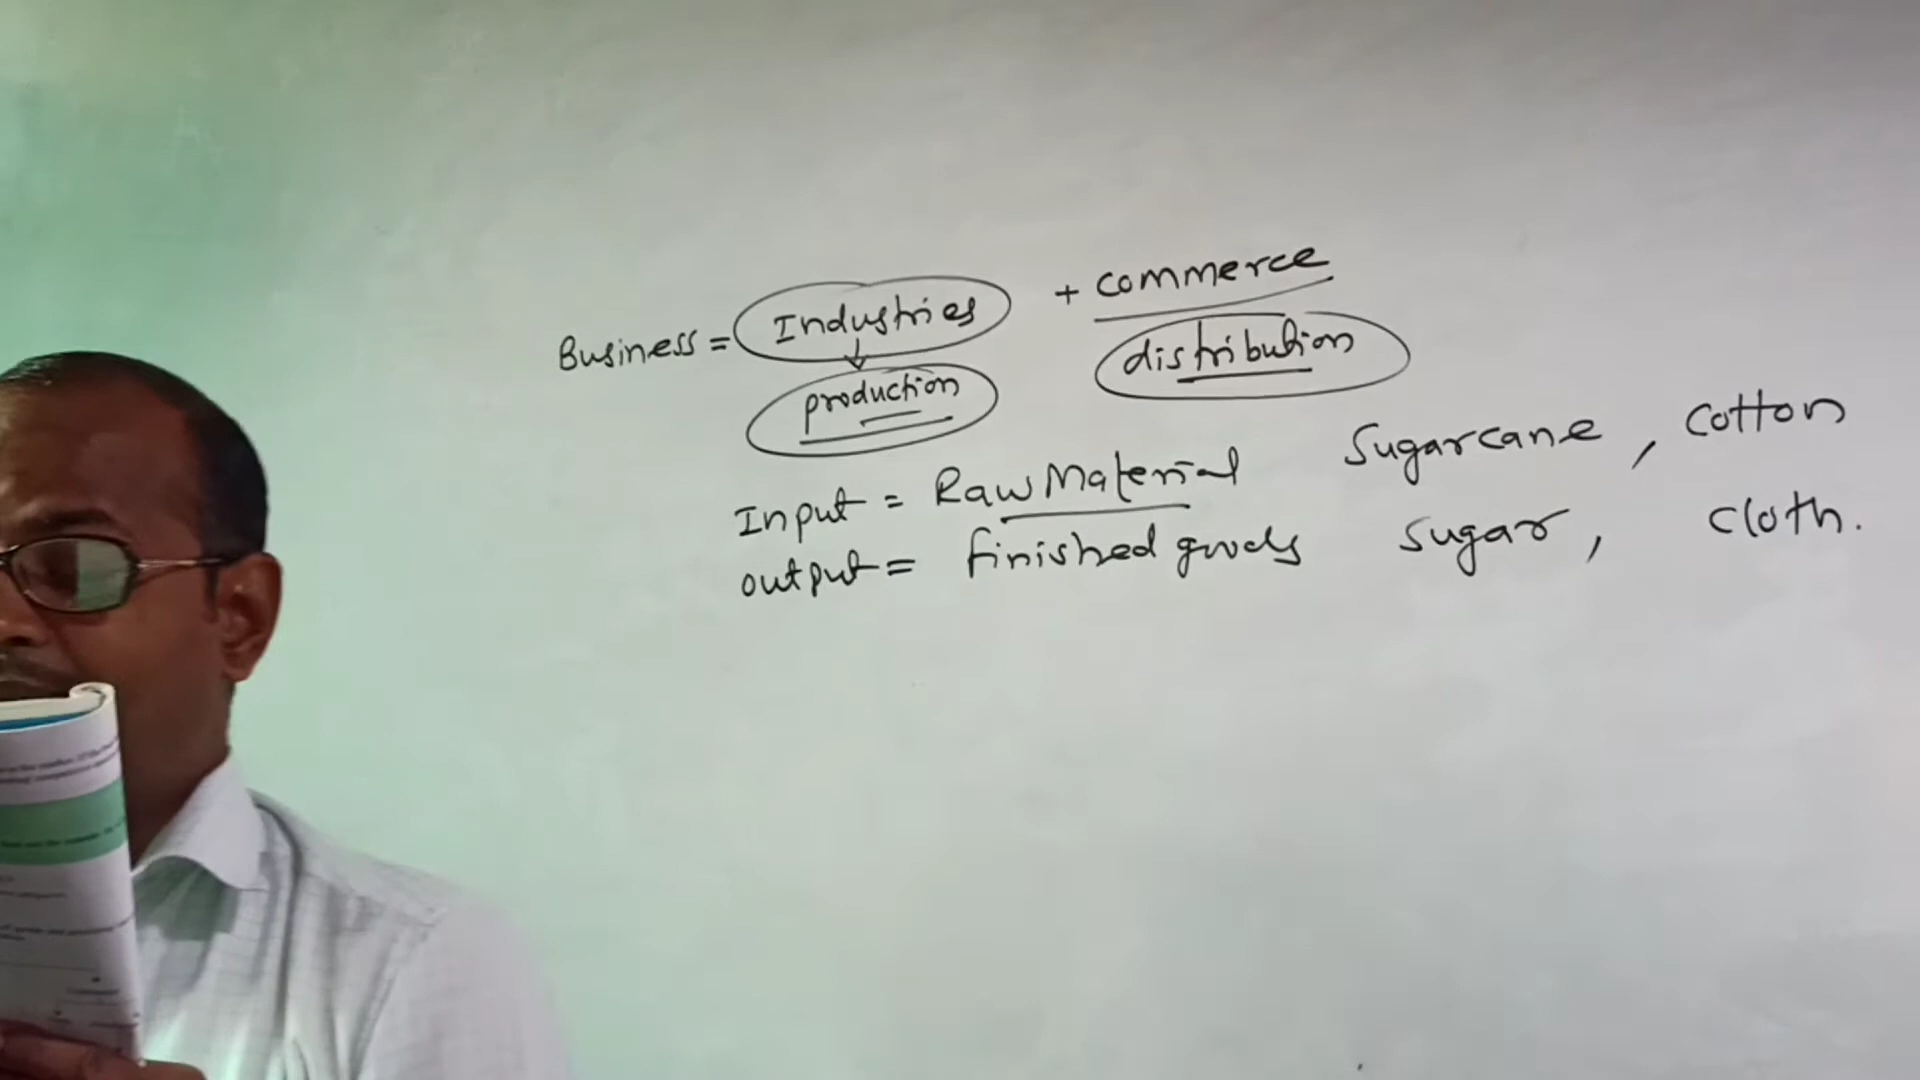 Business = Industries + commerce
production distribution
Input = Raw Material Sugarcane, Cotton
output = finished goods Sugar, cloth.